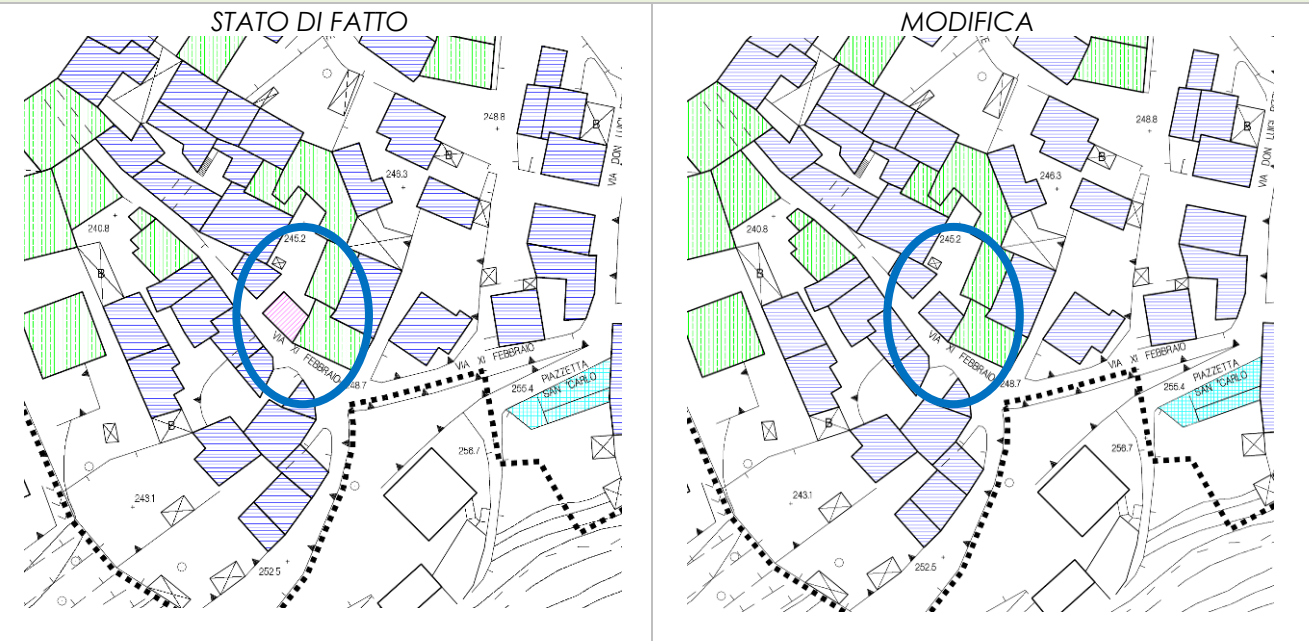 STATO DI FATTO
248.8
B
B
VIA DON LUIGI
246.3
240.8
245.2
B
VIA XI FEBBRAIO
248.7
VIA XI FEBBRAIO
255.4
PIAZZETTA
SAN CARLO
B
256.7
243.1
252.5
MODIFICA
248.8
B
B
VIA DON LUIGI
246.3
240.8
245.2
B
VIA XI FEBBRAIO
248.7
VIA XI FEBBRAIO
255.4
PIAZZETTA
SAN CARLO
B
256.7
243.1
252.5